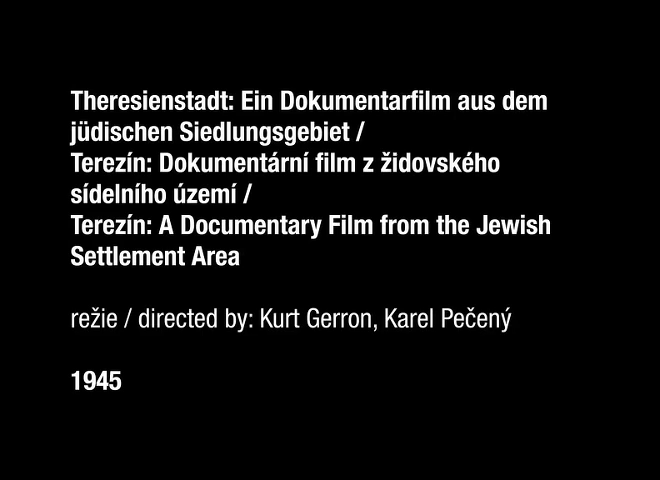 Theresienstadt: Ein Dokumentarfilm aus dem
jüdischen Siedlungsgebiet /
Terezín: Dokumentární film z židovského
sídelního území /
Terezín: A Documentary Film from the Jewish
Settlement Area
režie / directed by: Kurt Gerron, Karel Pečený
1945